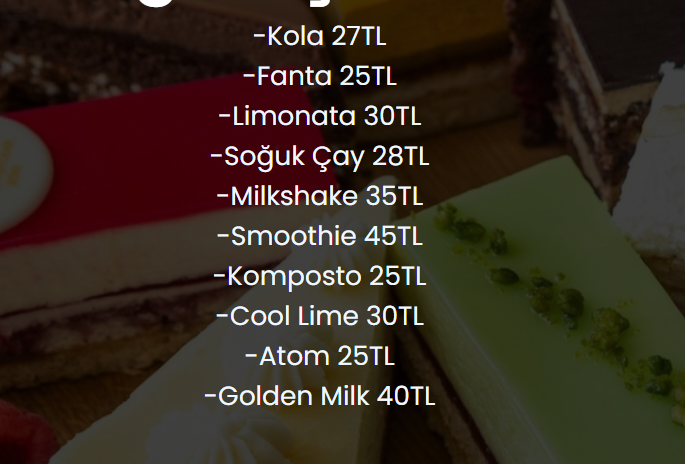 -Kola 27TL
-Fanta 25TL
-Limonata 30TL
-Soğuk Çay 28TL
-Milkshake 35TL
-Smoothie 45TL
-Komposto 25TL
-Cool Lime 30TL
-Atom 25TL
-Golden Milk 40TL